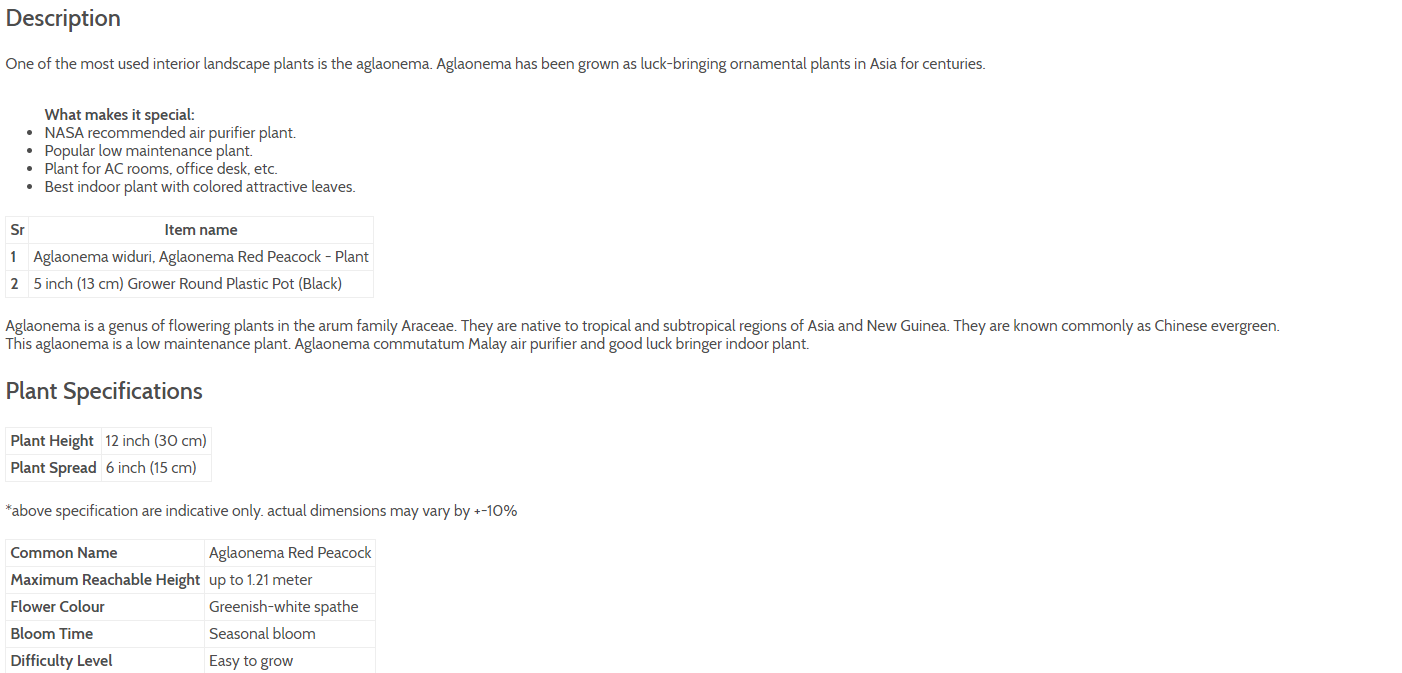 Description
One of the most used interior landscape plants is the aglaonema. Aglaonema has been grown as luck-bringing ornamental plants in Asia for centuries.
What makes it special:
• NASA recommended air purifier plant.
• Popular low maintenance plant.
• Plant for AC rooms, office desk, etc.
• Best indoor plant with colored attractive leaves.
Sr Item name
1 Aglaonema widuri, Aglaonema Red Peacock - Plant
2 5 inch (13 cm) Grower Round Plastic Pot (Black)
Aglaonema is a genus of flowering plants in the arum family Araceae. They are native to tropical and subtropical regions of Asia and New Guinea. They are known commonly as Chinese evergreen.
This aglaonema is a low maintenance plant. Aglaonema commutatum Malay air purifier and good luck bringer indoor plant.
Plant Specifications
Plant Height 12 inch (30 cm)
Plant Spread 6 inch (15 cm)
*above specification are indicative only. actual dimensions may vary by +-10%
Common Name Aglaonema Red Peacock
Maximum Reachable Height up to 1.21 meter
Flower Colour Greenish-white spathe
Bloom Time Seasonal bloom
Difficulty Level Easy to grow